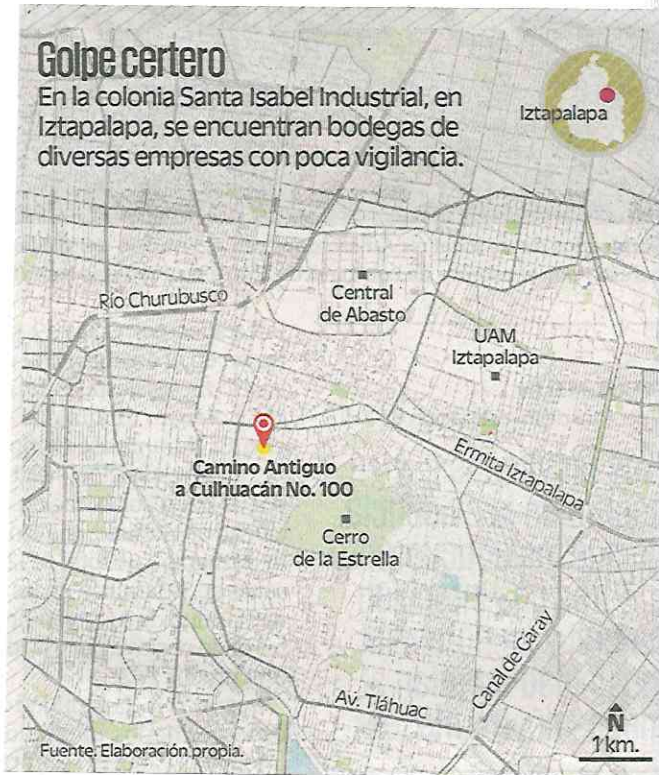 Golpe certero
En la colonia Santa Isabel Industrial, en
Iztapalapa, se encuentran bodegas de
diversas empresas con poca vigilancia.
Iztapalapa
Río Churubusco
Central
de Abasto
UAM
Iztapalapa
Camino Antiguo
a Culhuacán No. 100
Ermita Iztapalapa
Cerro
de la Estrella
Canal de Garay
Av. Tláhuac
N
1 km.
Fuente: Elaboración propia.